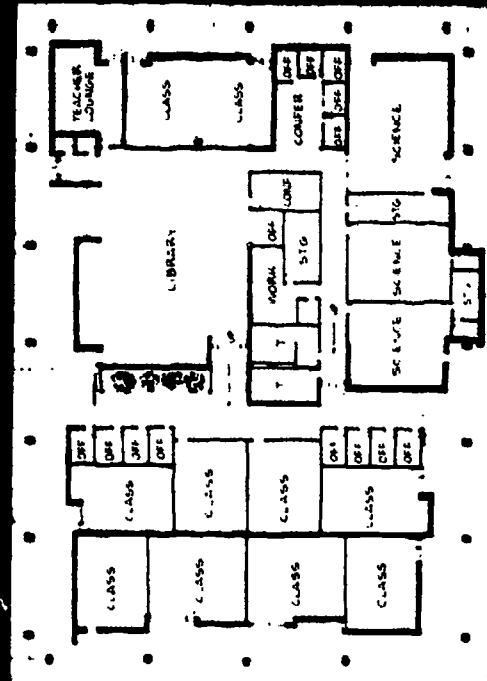 TEACHER
LOUNGE
CLASS
CLASS
OFF
OFF
OFF
OFF
OFF
CONFER
SCIENCE
LIBRARY
CONF
OFF
STG
WORK
T
T
STG
SCIENCE
SCIENCE
STG
OFF
OFF
OFF
OFF
OFF
OFF
OFF
OFF
CLASS
CLASS
CLASS
CLASS
CLASS
CLASS
CLASS
CLASS